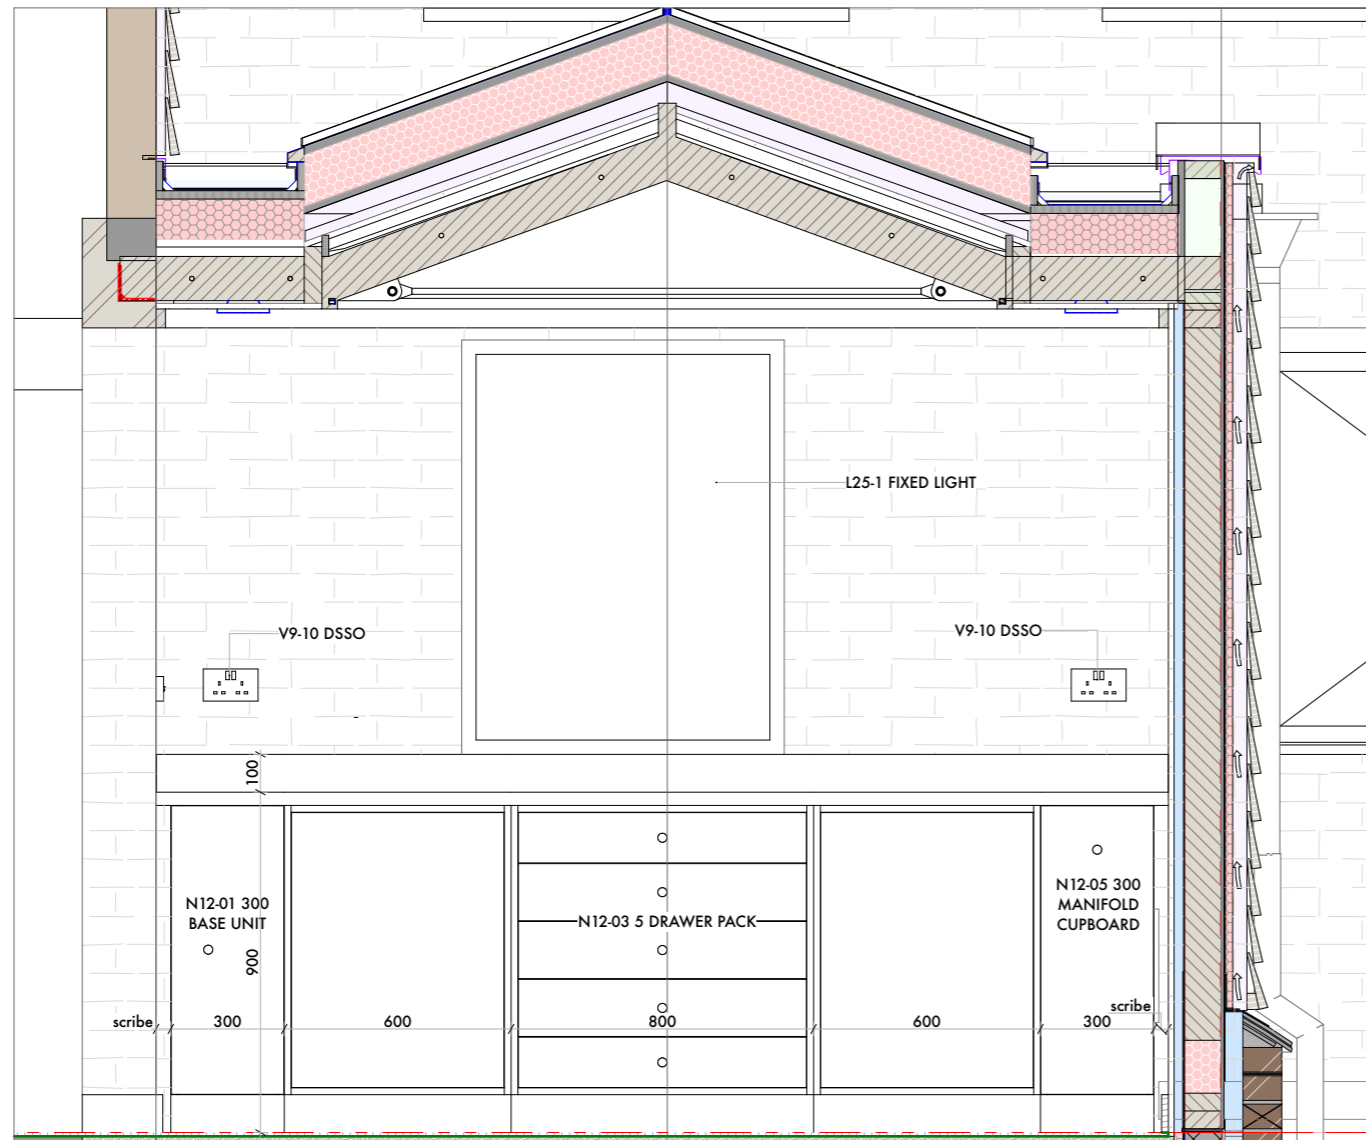 L25-1 FIXED LIGHT
V9-10 DSSO
V9-10 DSSO
100
N12-01 300
BASE UNIT
N12-03 5 DRAWER PACK
N12-05 300
MANIFOLD
CUPBOARD
900
scribe
300
600
800
600
300
scribe